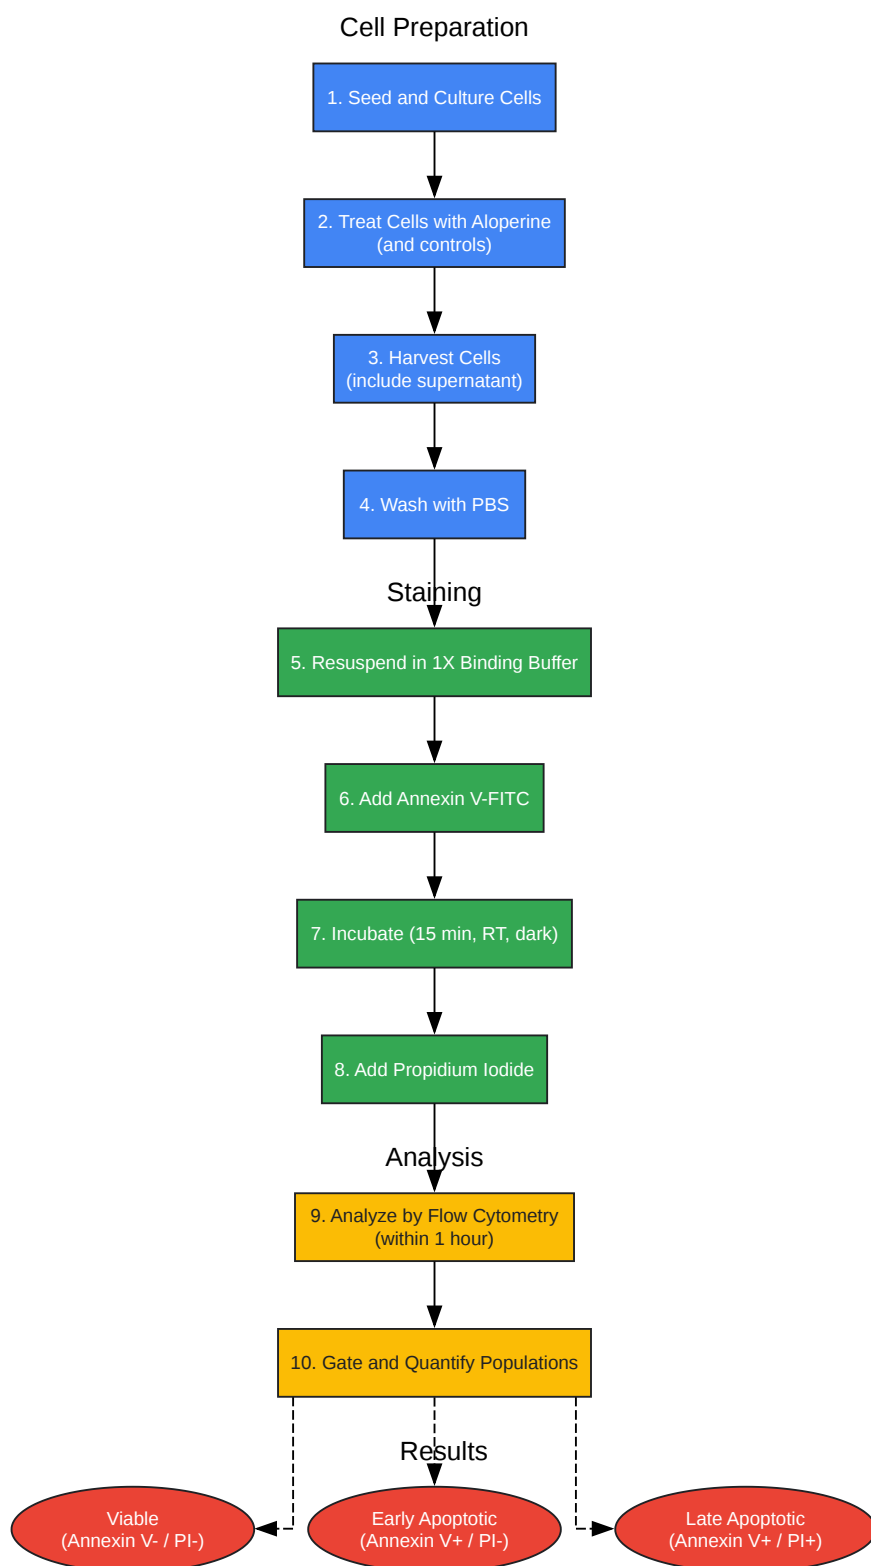 Cell Preparation
1. Seed and Culture Cells
2. Treat Cells with Aloperine
(and controls)
3. Harvest Cells
(include supernatant)
4. Wash with PBS
Staining
5. Resuspend in 1X Binding Buffer
6. Add Annexin V-FITC
7. Incubate (15 min, RT, dark)
8. Add Propidium Iodide
Analysis
9. Analyze by Flow Cytometry
(within 1 hour)
10. Gate and Quantify Populations
Results
Viable
(Annexin V- / PI-)
Early Apoptotic
(Annexin V+ / PI-)
Late Apoptotic
(Annexin V+ / PI+)